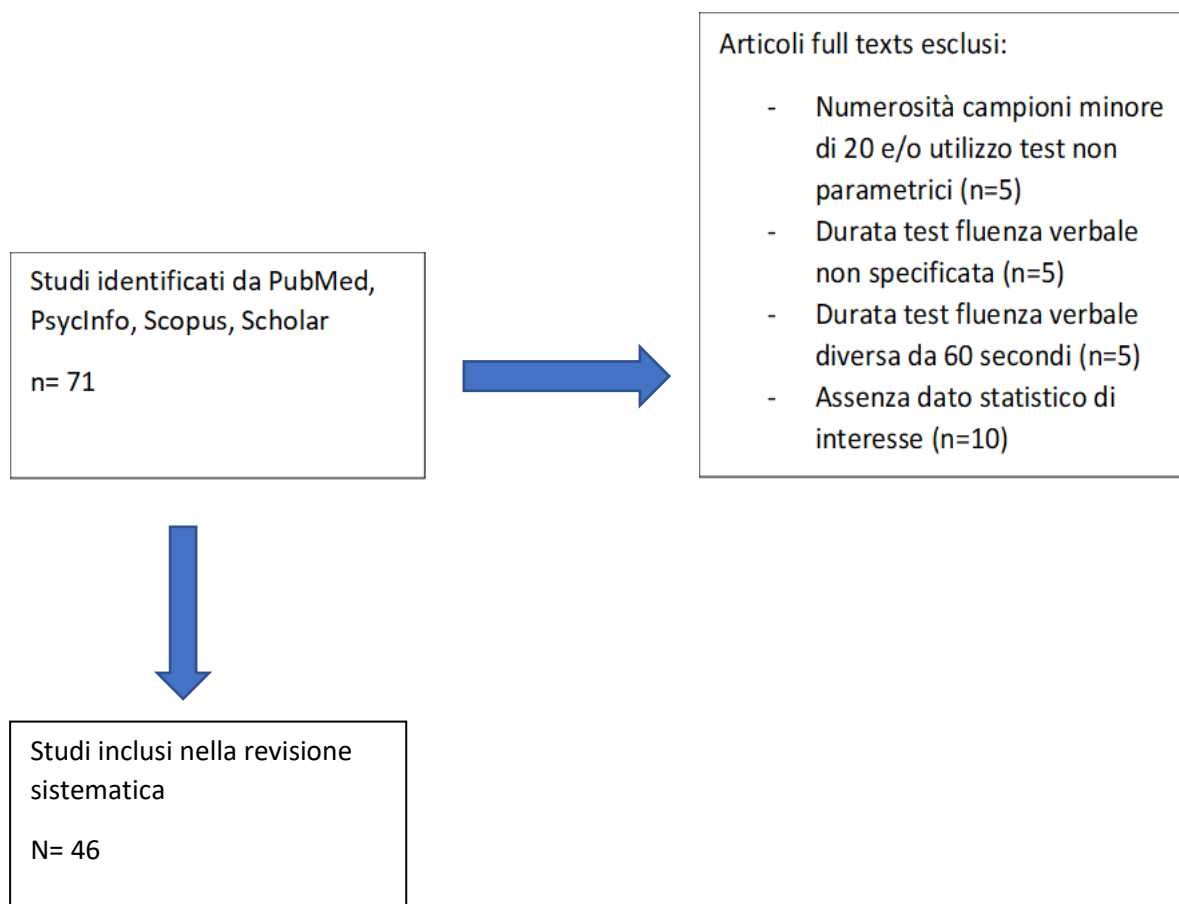 Articoli full texts esclusi:
- Numerosità campioni minore
di 20 e/o utilizzo test non
parametrici (n=5)
- Durata test fluenza verbale
non specificata (n=5)
- Durata test fluenza verbale
diversa da 60 secondi (n=5)
- Assenza dato statistico di
interesse (n=10)
Studi identificati da PubMed,
PsycInfo, Scopus, Scholar
n= 71
Studi inclusi nella revisione
sistematica
N= 46